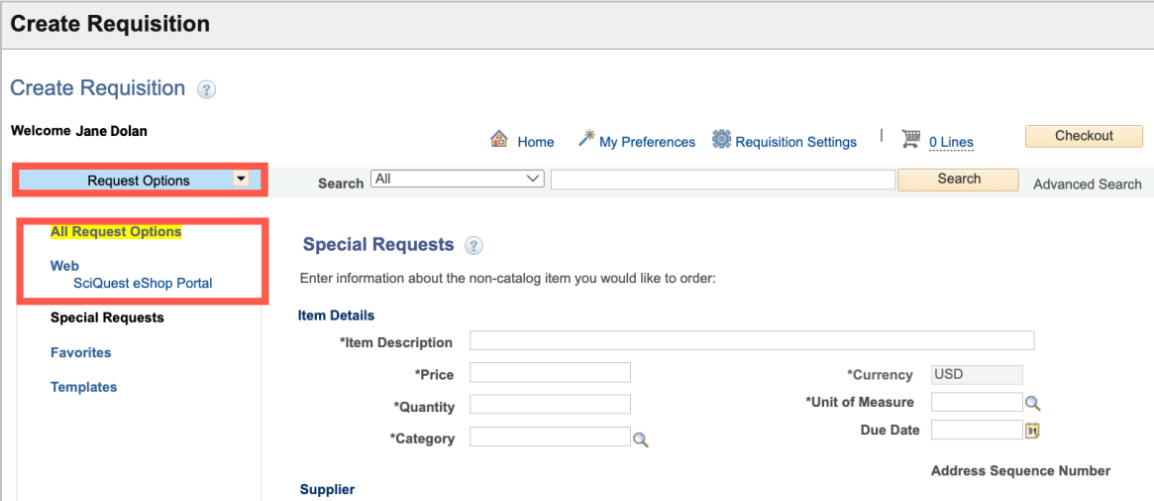 Create Requisition
Create Requisition ?
Welcome Jane Dolan
Home My Preferences Requisition Settings | 0 Lines Checkout
Request Options Search All Search Advanced Search
All Request Options
Web
SciQuest eShop Portal
Special Requests
Favorites
Templates
Special Requests ?
Enter information about the non-catalog item you would like to order:
Item Details
*Item Description
*Price *Currency USD
*Quantity *Unit of Measure
*Category Due Date 31
Address Sequence Number
Supplier